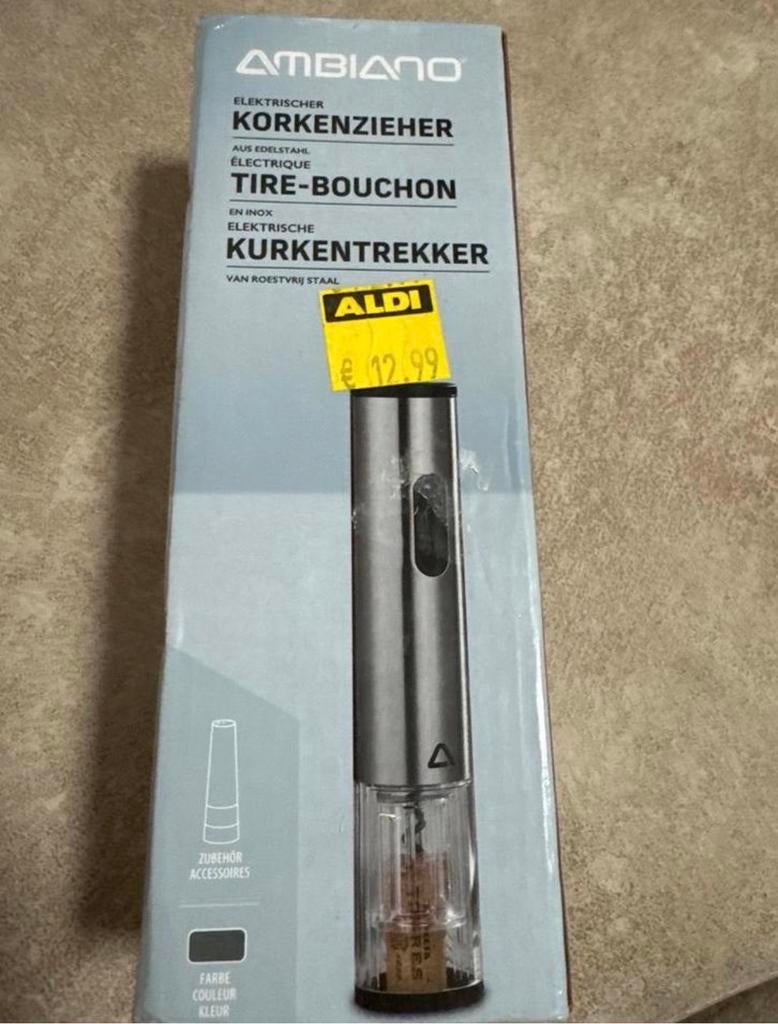 AMBIANO
ELEKTRISCHER
KORKENZIEHER
AUS EDELSTAHL
ÉLECTRIQUE
TIRE-BOUCHON
EN INOX
ELEKTRISCHE
KURKENTREKKER
VAN ROESTVRIJ STAAL
ALDI
€ 12.99
ZUBEHÖR
ACCESSOIRES
FARBE
COULEUR
KLEUR